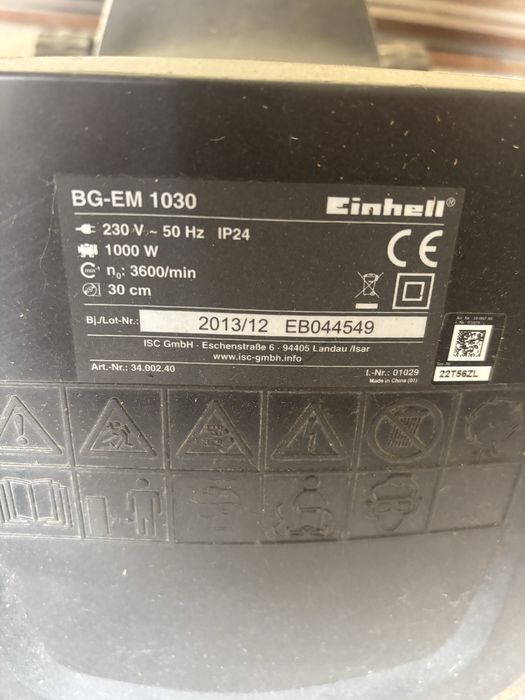 BG-EM 1030
Einhell®
230 V ~ 50 Hz IP24
1000 W
n₀: 3600/min
30 cm
CE
Bj./Lot-Nr.: 2013/12 EB044549
ISC GmbH · Eschenstraße 6 · 94405 Landau /Isar
www.isc-gmbh.info
Art.-Nr.: 34.002.40
I.-Nr.: 01029
Made in China (01)
22T56ZL